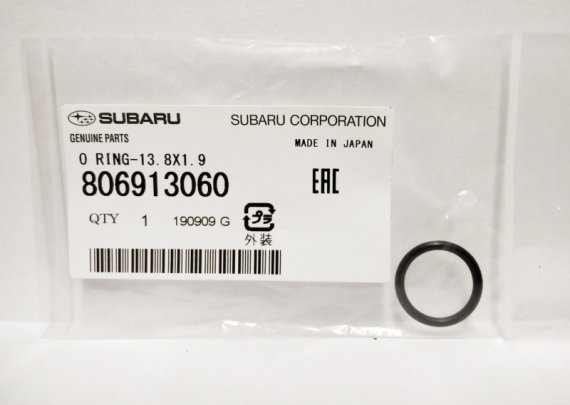 SUBARU SUBARU CORPORATION
GENUINE PARTS MADE IN JAPAN
O RING-13.8X1.9
806913060 EAC
QTY 1 190909 G プラ
外装